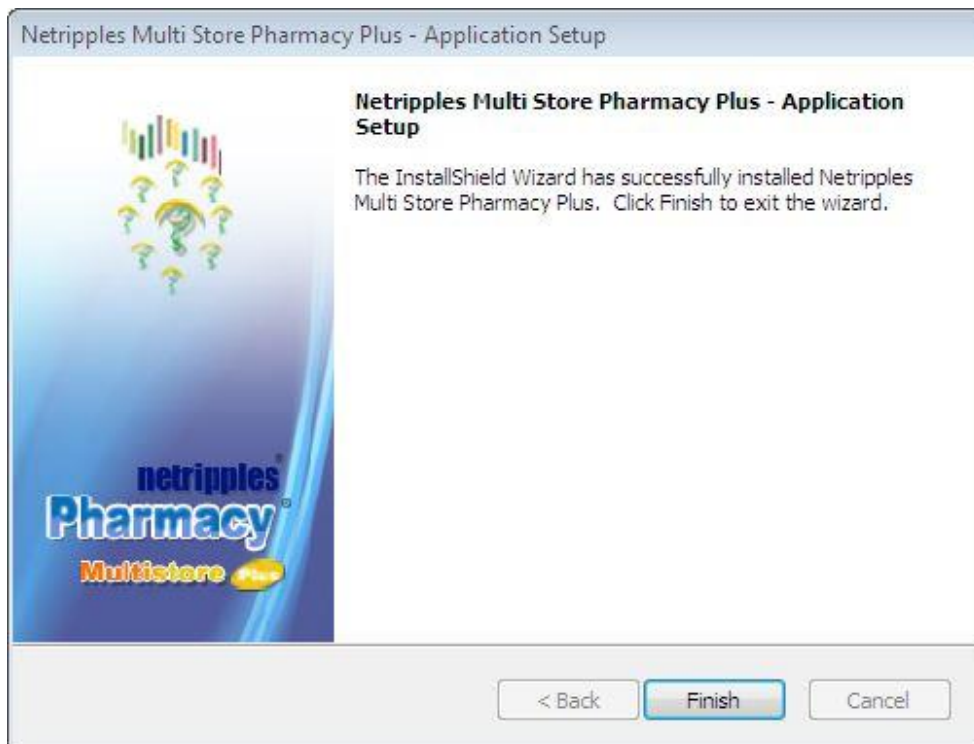 Netripples Multi Store Pharmacy Plus - Application Setup
Netripples Multi Store Pharmacy Plus - Application
Setup
The InstallShield Wizard has successfully installed Netripples
Multi Store Pharmacy Plus.  Click Finish to exit the wizard.
netripples®
Pharmacy®
Multistore Plus
< Back
Finish
Cancel